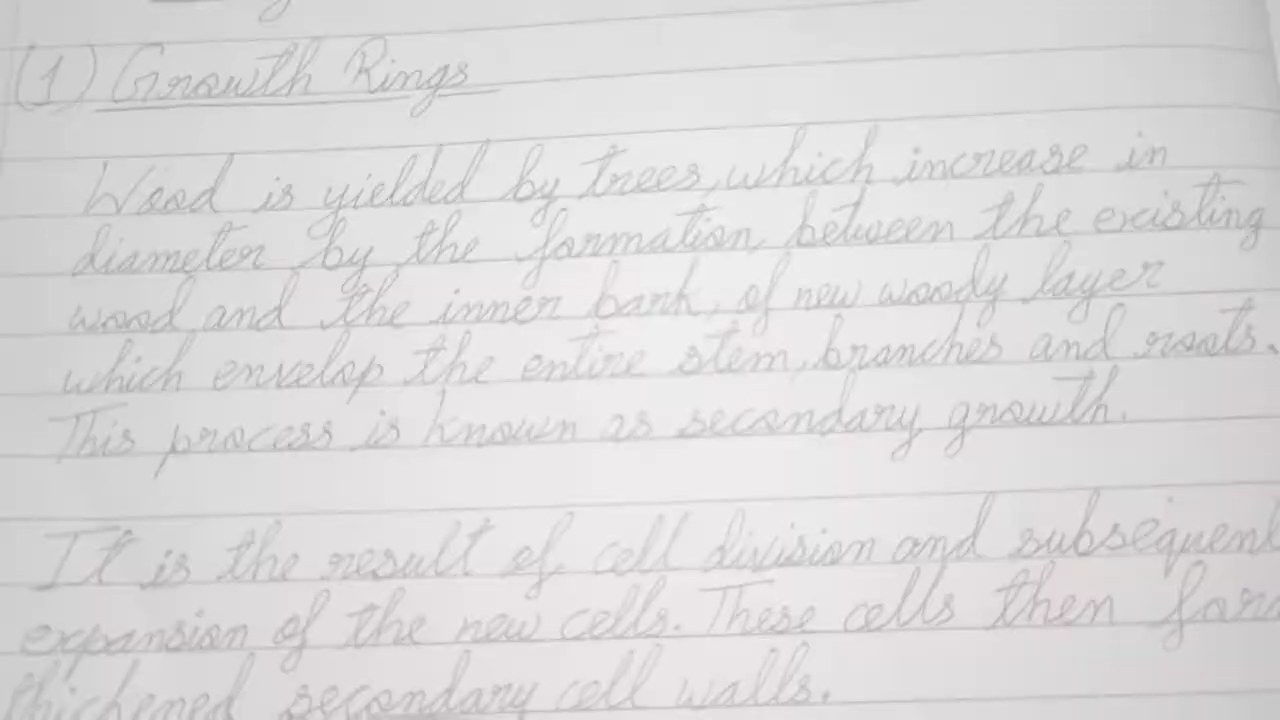 (1) Growth Rings
Wood is yielded by trees, which increase in
diameter by the formation, between the existing
wood and the inner bark, of new woody layer
which envelop the entire stem, branches and roots.
This process is known as secondary growth.
It is the result of cell division and subsequent
expansion of the new cells. These cells then for
thickened secondary cell walls.